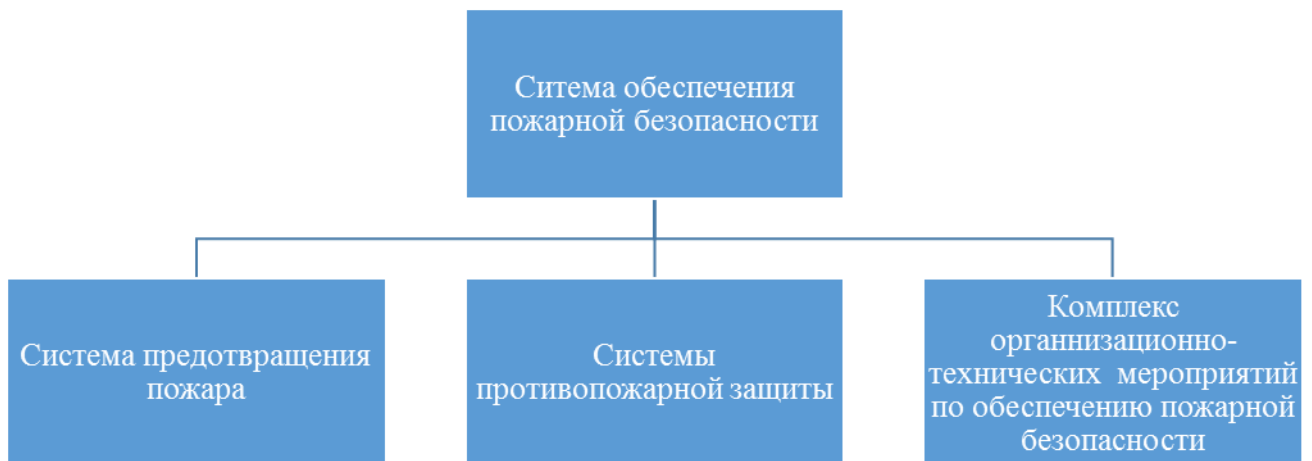 Ситема обеспечения
пожарной безопасности
Система предотвращения
пожара
Системы
противопожарной защиты
Комплекс
органнизационно-
технических мероприятий
по обеспечению пожарной
безопасности